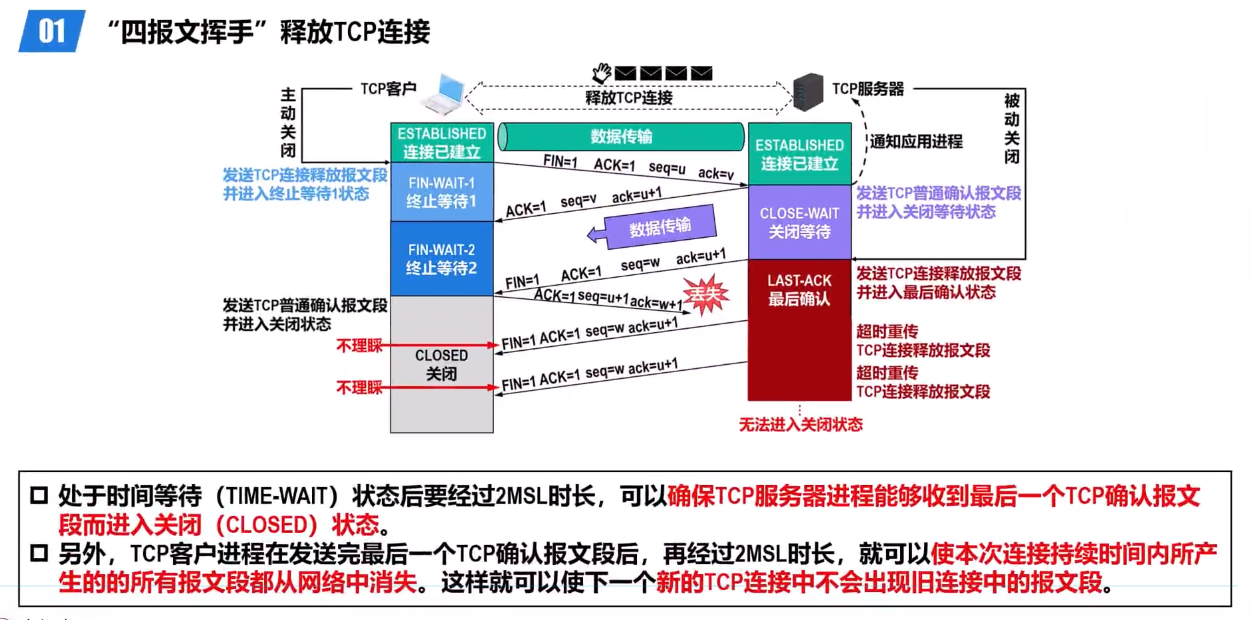 01 “四报文挥手”释放TCP连接
TCP客户
释放TCP连接
TCP服务器
主动关闭
被动关闭
通知应用进程
ESTABLISHED
连接已建立
数据传输
ESTABLISHED
连接已建立
FIN=1 ACK=1 seq=u ack=v
发送TCP连接释放报文段
并进入终止等待1状态
FIN-WAIT-1
终止等待1
ACK=1 seq=v ack=u+1
CLOSE-WAIT
关闭等待
发送TCP普通确认报文段
并进入关闭等待状态
数据传输
FIN-WAIT-2
终止等待2
FIN=1 ACK=1 seq=w ack=u+1
LAST-ACK
最后确认
发送TCP连接释放报文段
并进入最后确认状态
发送TCP普通确认报文段
并进入关闭状态
ACK=1 seq=u+1 ack=w+1
丢失
不理睬
FIN=1 ACK=1 seq=w ack=u+1
超时重传
TCP连接释放报文段
CLOSED
关闭
不理睬
FIN=1 ACK=1 seq=w ack=u+1
超时重传
TCP连接释放报文段
无法进入关闭状态
处于时间等待（TIME-WAIT）状态后要经过2MSL时长，可以确保TCP服务器进程能够收到最后一个TCP确认报文
段而进入关闭（CLOSED）状态。
另外，TCP客户进程在发送完最后一个TCP确认报文段后，再经过2MSL时长，就可以使本次连接持续时间内所产
生的的所有报文段都从网络中消失。这样就可以使下一个新的TCP连接中不会出现旧连接中的报文段。